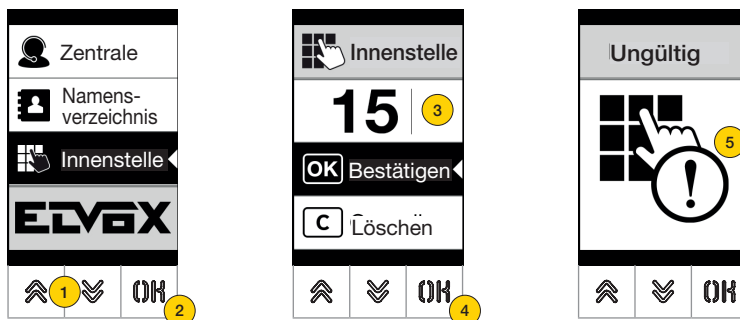 Zentrale
Namens-
verzeichnis
Innenstelle
ELVOX
1
OK
2
Innenstelle
15
3
OK Bestätigen
C Löschen
OK
4
Ungültig
5
OK